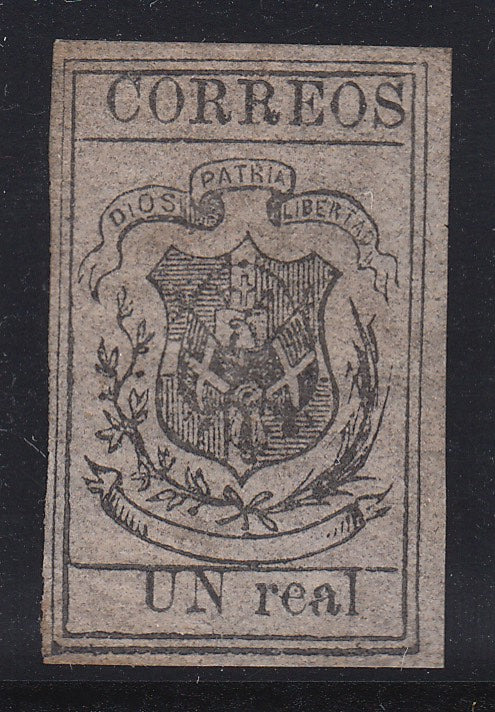 CORREOS
DIOS PATRIA LIBERTAD
UN real